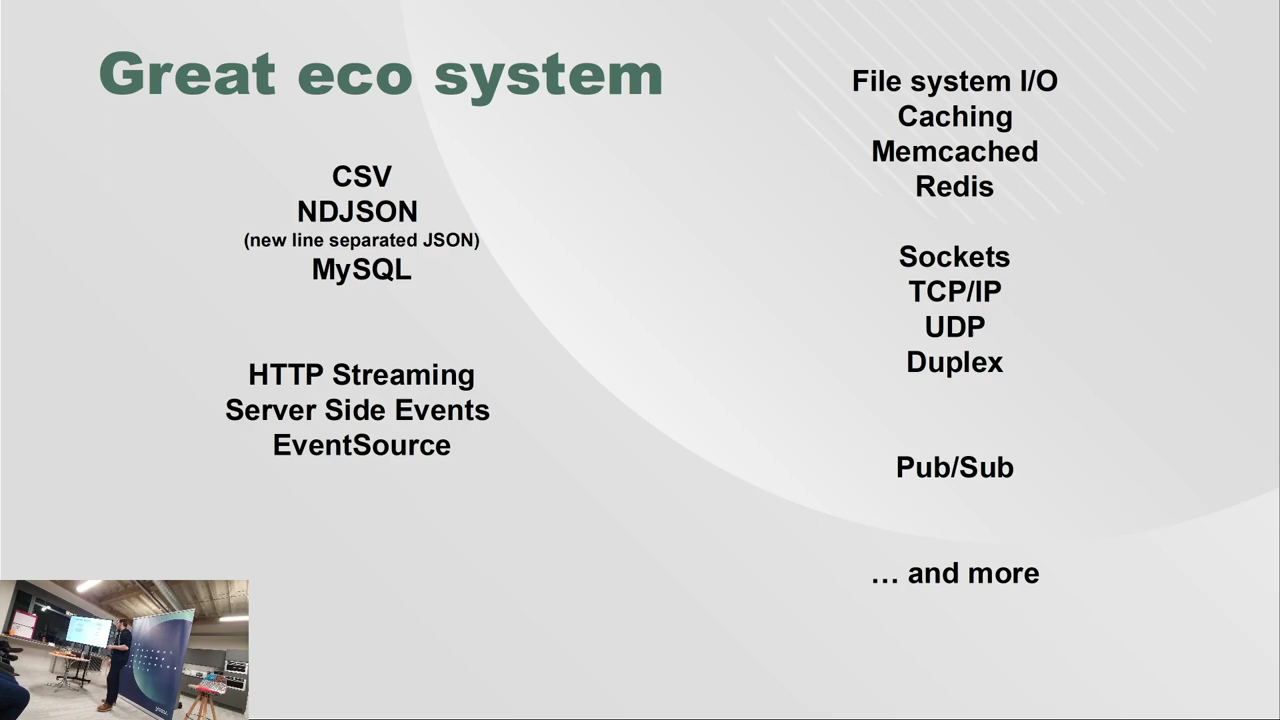 Great eco system
CSV
NDJSON
(new line separated JSON)
MySQL
HTTP Streaming
Server Side Events
EventSource
File system I/O
Caching
Memcached
Redis
Sockets
TCP/IP
UDP
Duplex
Pub/Sub
… and more